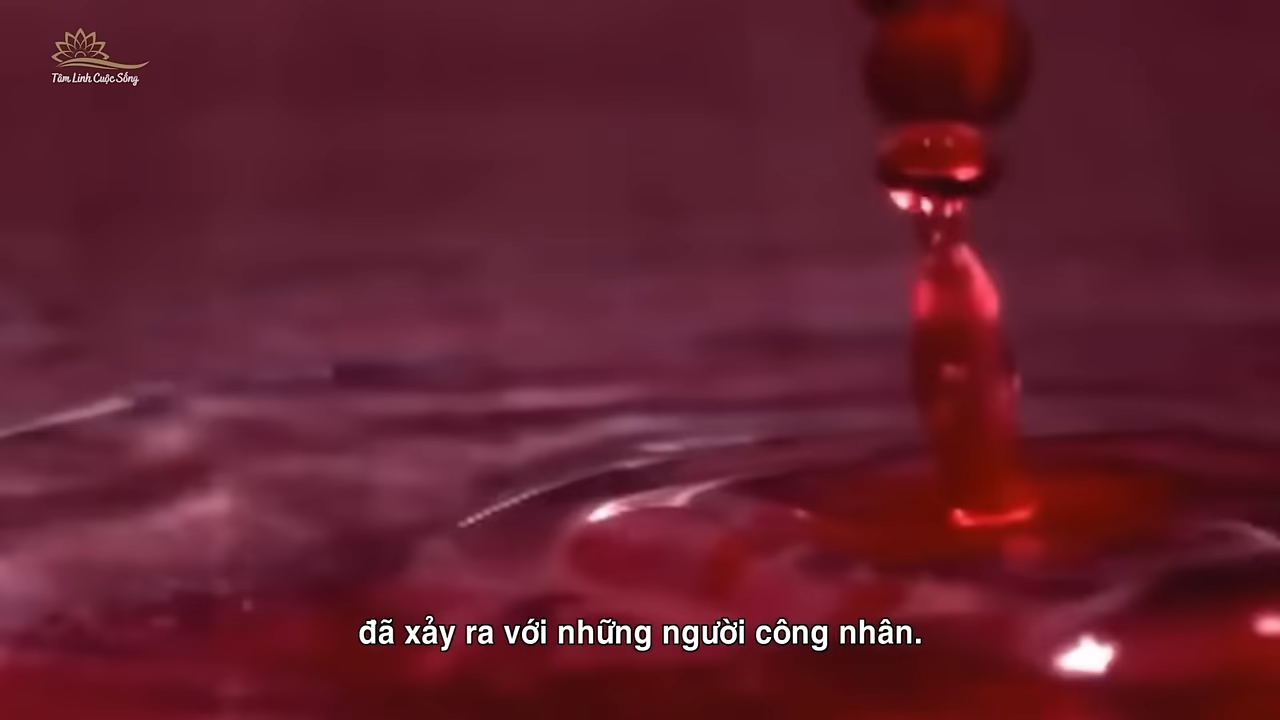 Tâm Linh Cuộc Sống
đã xảy ra với những người công nhân.